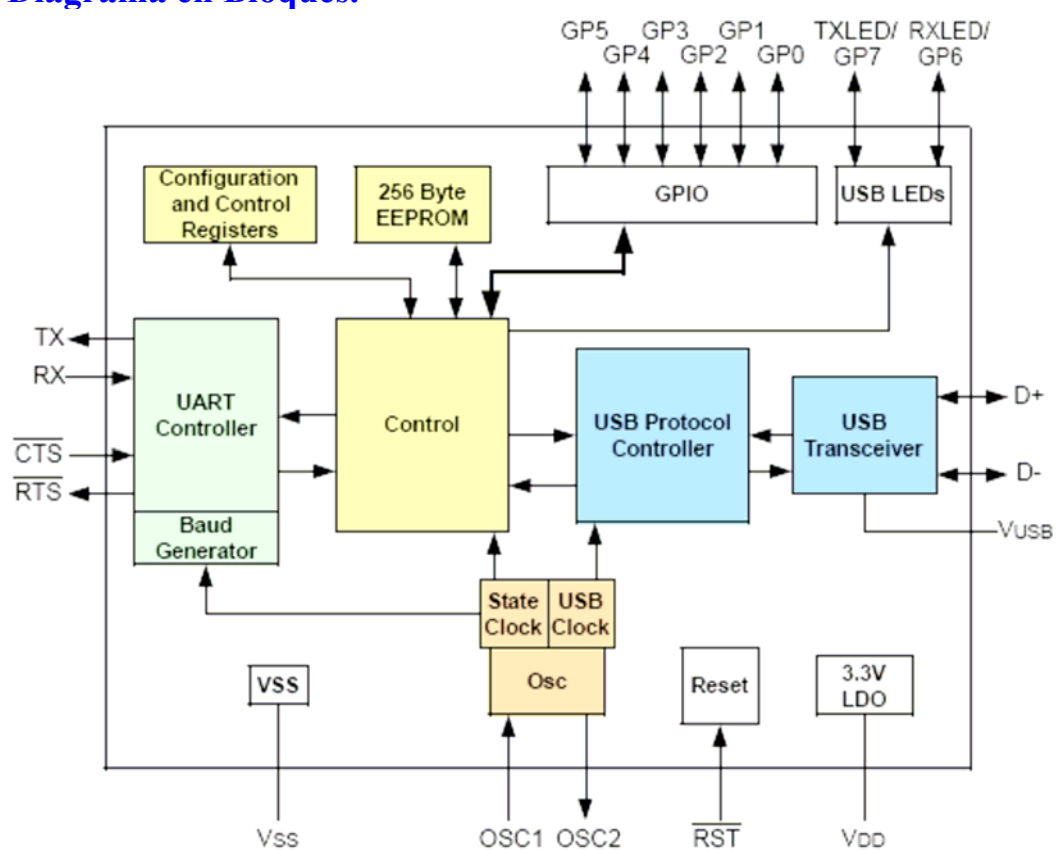 Diagrama en Bloques.
GP5 GP3 GP1 TXLED/ RXLED/
GP4 GP2 GP0 GP7 GP6
Configuration
and Control
Registers
256 Byte
EEPROM
GPIO
USB LEDs
TX
RX
CTS
RTS
UART
Controller
Baud
Generator
Control
USB Protocol
Controller
USB
Transceiver
D+
D-
VUSB
State
Clock
USB
Clock
Osc
VSS
Reset
3.3V
LDO
VSS
OSC1
OSC2
RST
VDD